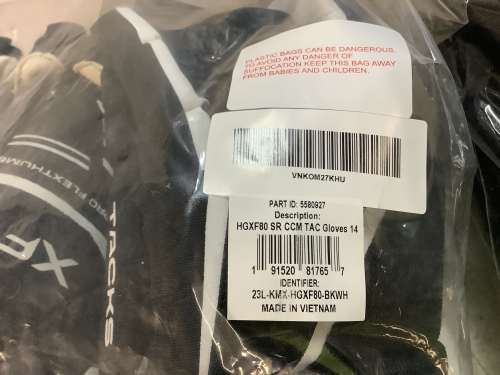 PLASTIC BAGS CAN BE DANGEROUS.
TO AVOID ANY DANGER OF
SUFFOCATION KEEP THIS BAG AWAY
FROM BABIES AND CHILDREN.
VNKOM27KHU
PART ID: 5580927
Description:
HGXF80 SR CCM TAC Gloves 14
1 91520 81765 7
IDENTIFIER:
23L-KMX-HGXF80-BKWH
MADE IN VIETNAM
PRO FLEXTHUMB
TACKS